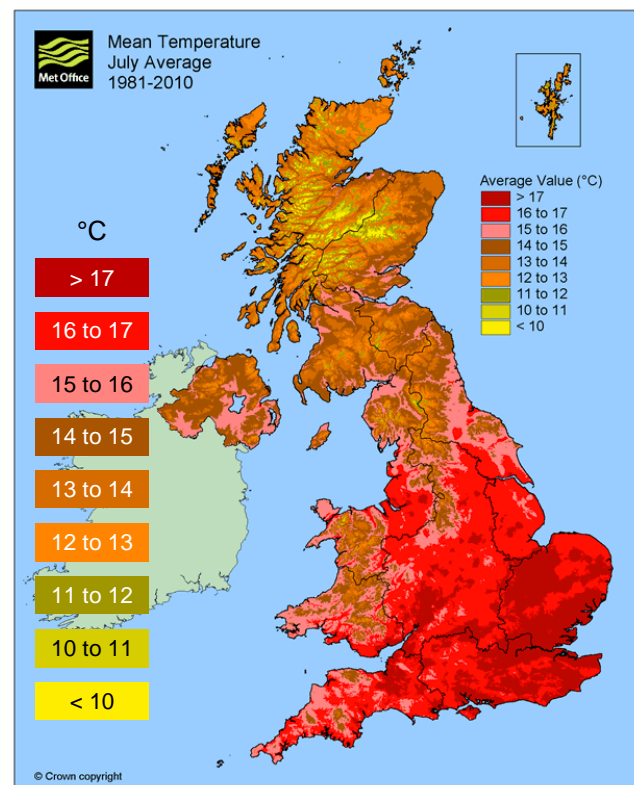 Met Office
Mean Temperature
July Average
1981-2010
Average Value (°C)
> 17
16 to 17
15 to 16
14 to 15
13 to 14
12 to 13
11 to 12
10 to 11
< 10
°C
> 17
16 to 17
15 to 16
14 to 15
13 to 14
12 to 13
11 to 12
10 to 11
< 10
© Crown copyright